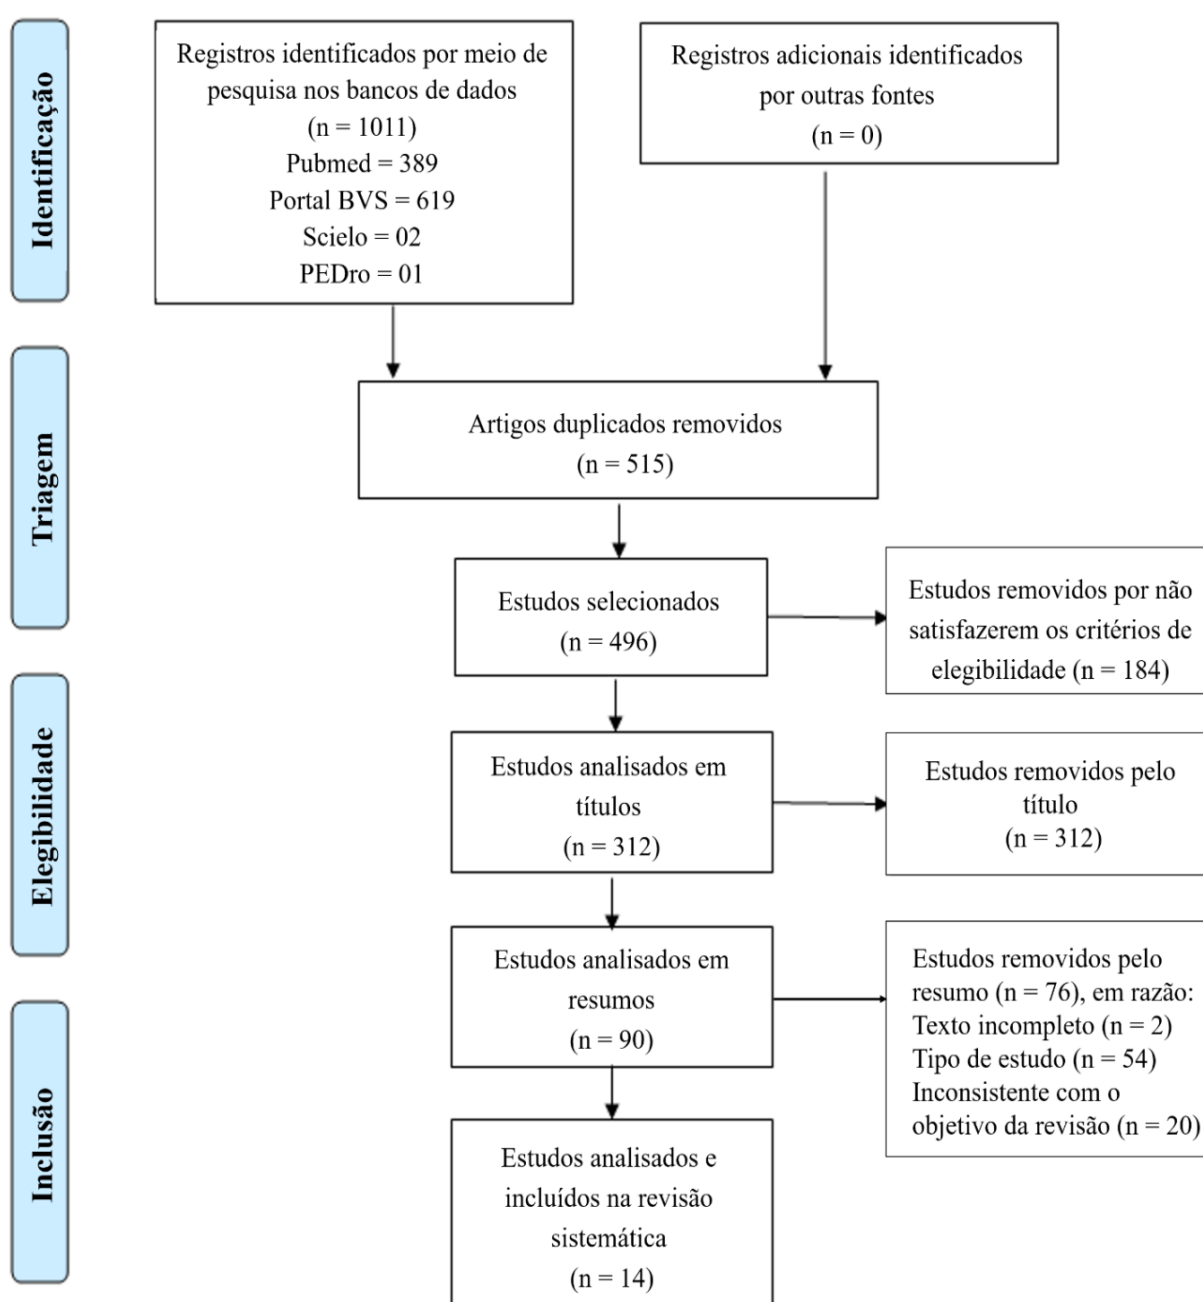 Identificação
Registros identificados por meio de
pesquisa nos bancos de dados
(n = 1011)
Pubmed = 389
Portal BVS = 619
Scielo = 02
PEDro = 01
Registros adicionais identificados
por outras fontes
(n = 0)
Triagem
Artigos duplicados removidos
(n = 515)
Estudos selecionados
(n = 496)
Estudos removidos por não
satisfazerem os critérios de
elegibilidade (n = 184)
Elegibilidade
Estudos analisados em
títulos
(n = 312)
Estudos removidos pelo
título
(n = 312)
Estudos analisados em
resumos
(n = 90)
Estudos removidos pelo
resumo (n = 76), em razão:
Texto incompleto (n = 2)
Tipo de estudo (n = 54)
Inconsistente com o
objetivo da revisão (n = 20)
Inclusão
Estudos analisados e
incluídos na revisão
sistemática
(n = 14)